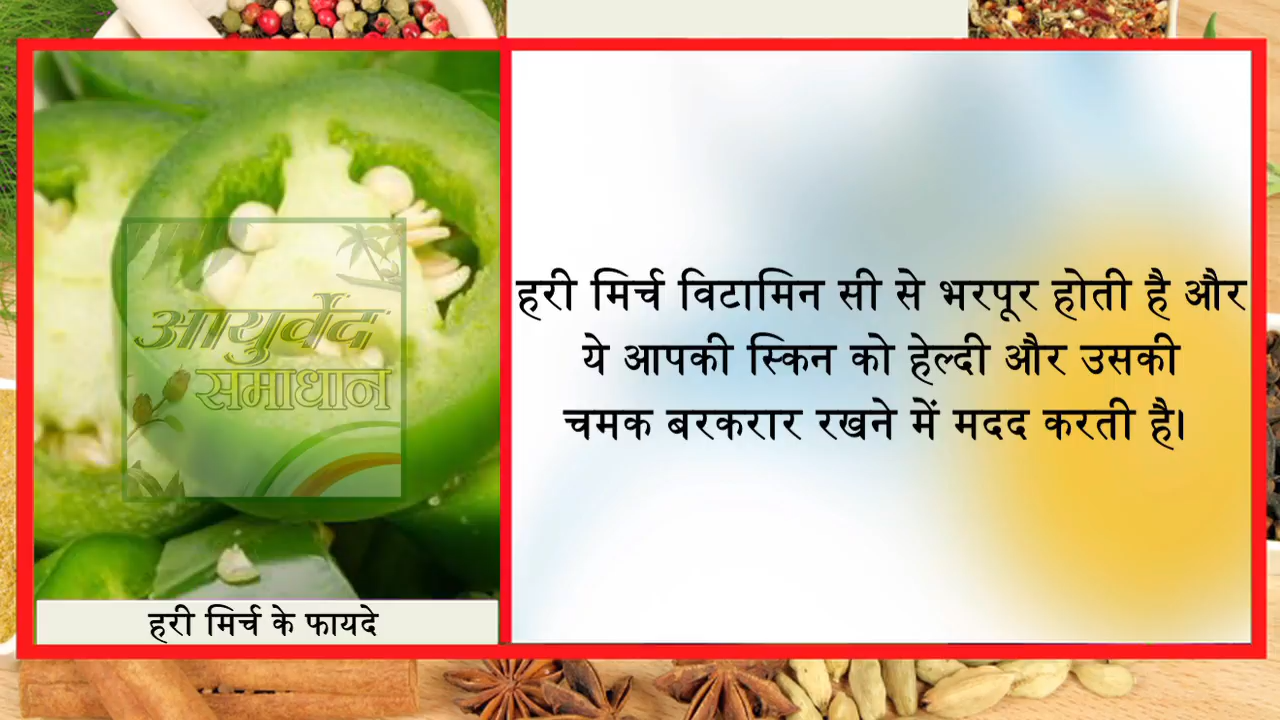 आयुर्वेद
समाधान
हरी मिर्च के फायदे
हरी मिर्च विटामिन सी से भरपूर होती है और
ये आपकी स्किन को हेल्दी और उसकी
चमक बरकरार रखने में मदद करती है।